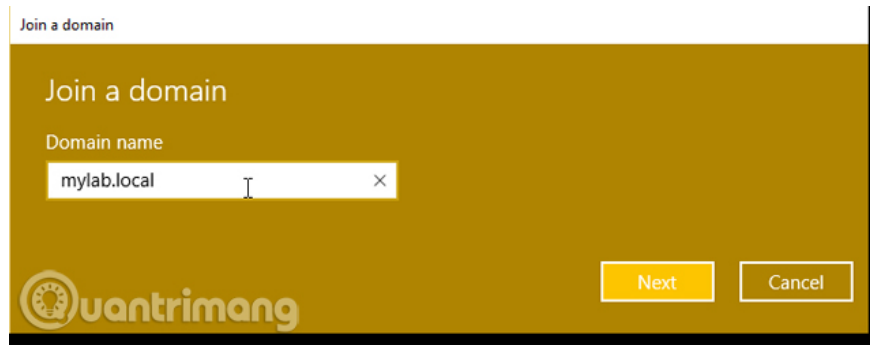 Join a domain
Join a domain
Domain name
mylab.local
Next Cancel
Quantrimang